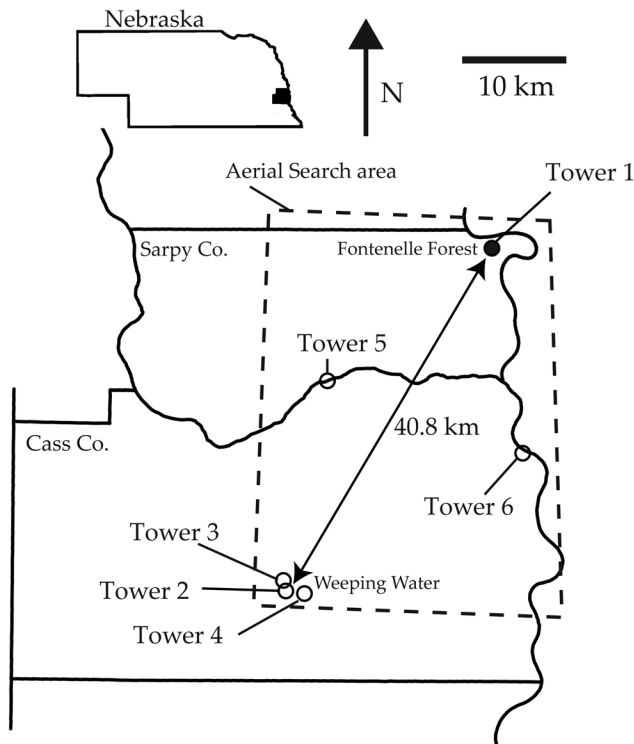 Nebraska
N
10 km
Aerial Search area
Tower 1
Sarpy Co.
Fontenelle Forest
Tower 5
40.8 km
Cass Co.
Tower 6
Tower 3
Tower 2
Weeping Water
Tower 4